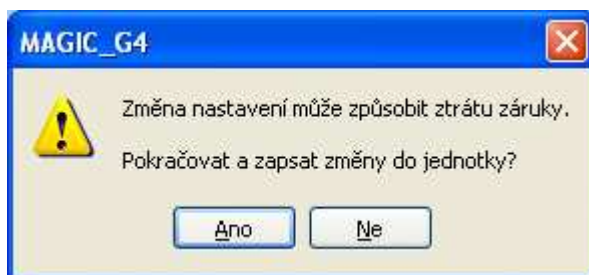 MAGIC_G4
Změna nastavení může způsobit ztrátu záruky.
Pokračovat a zapsat změny do jednotky?
Ano
Ne